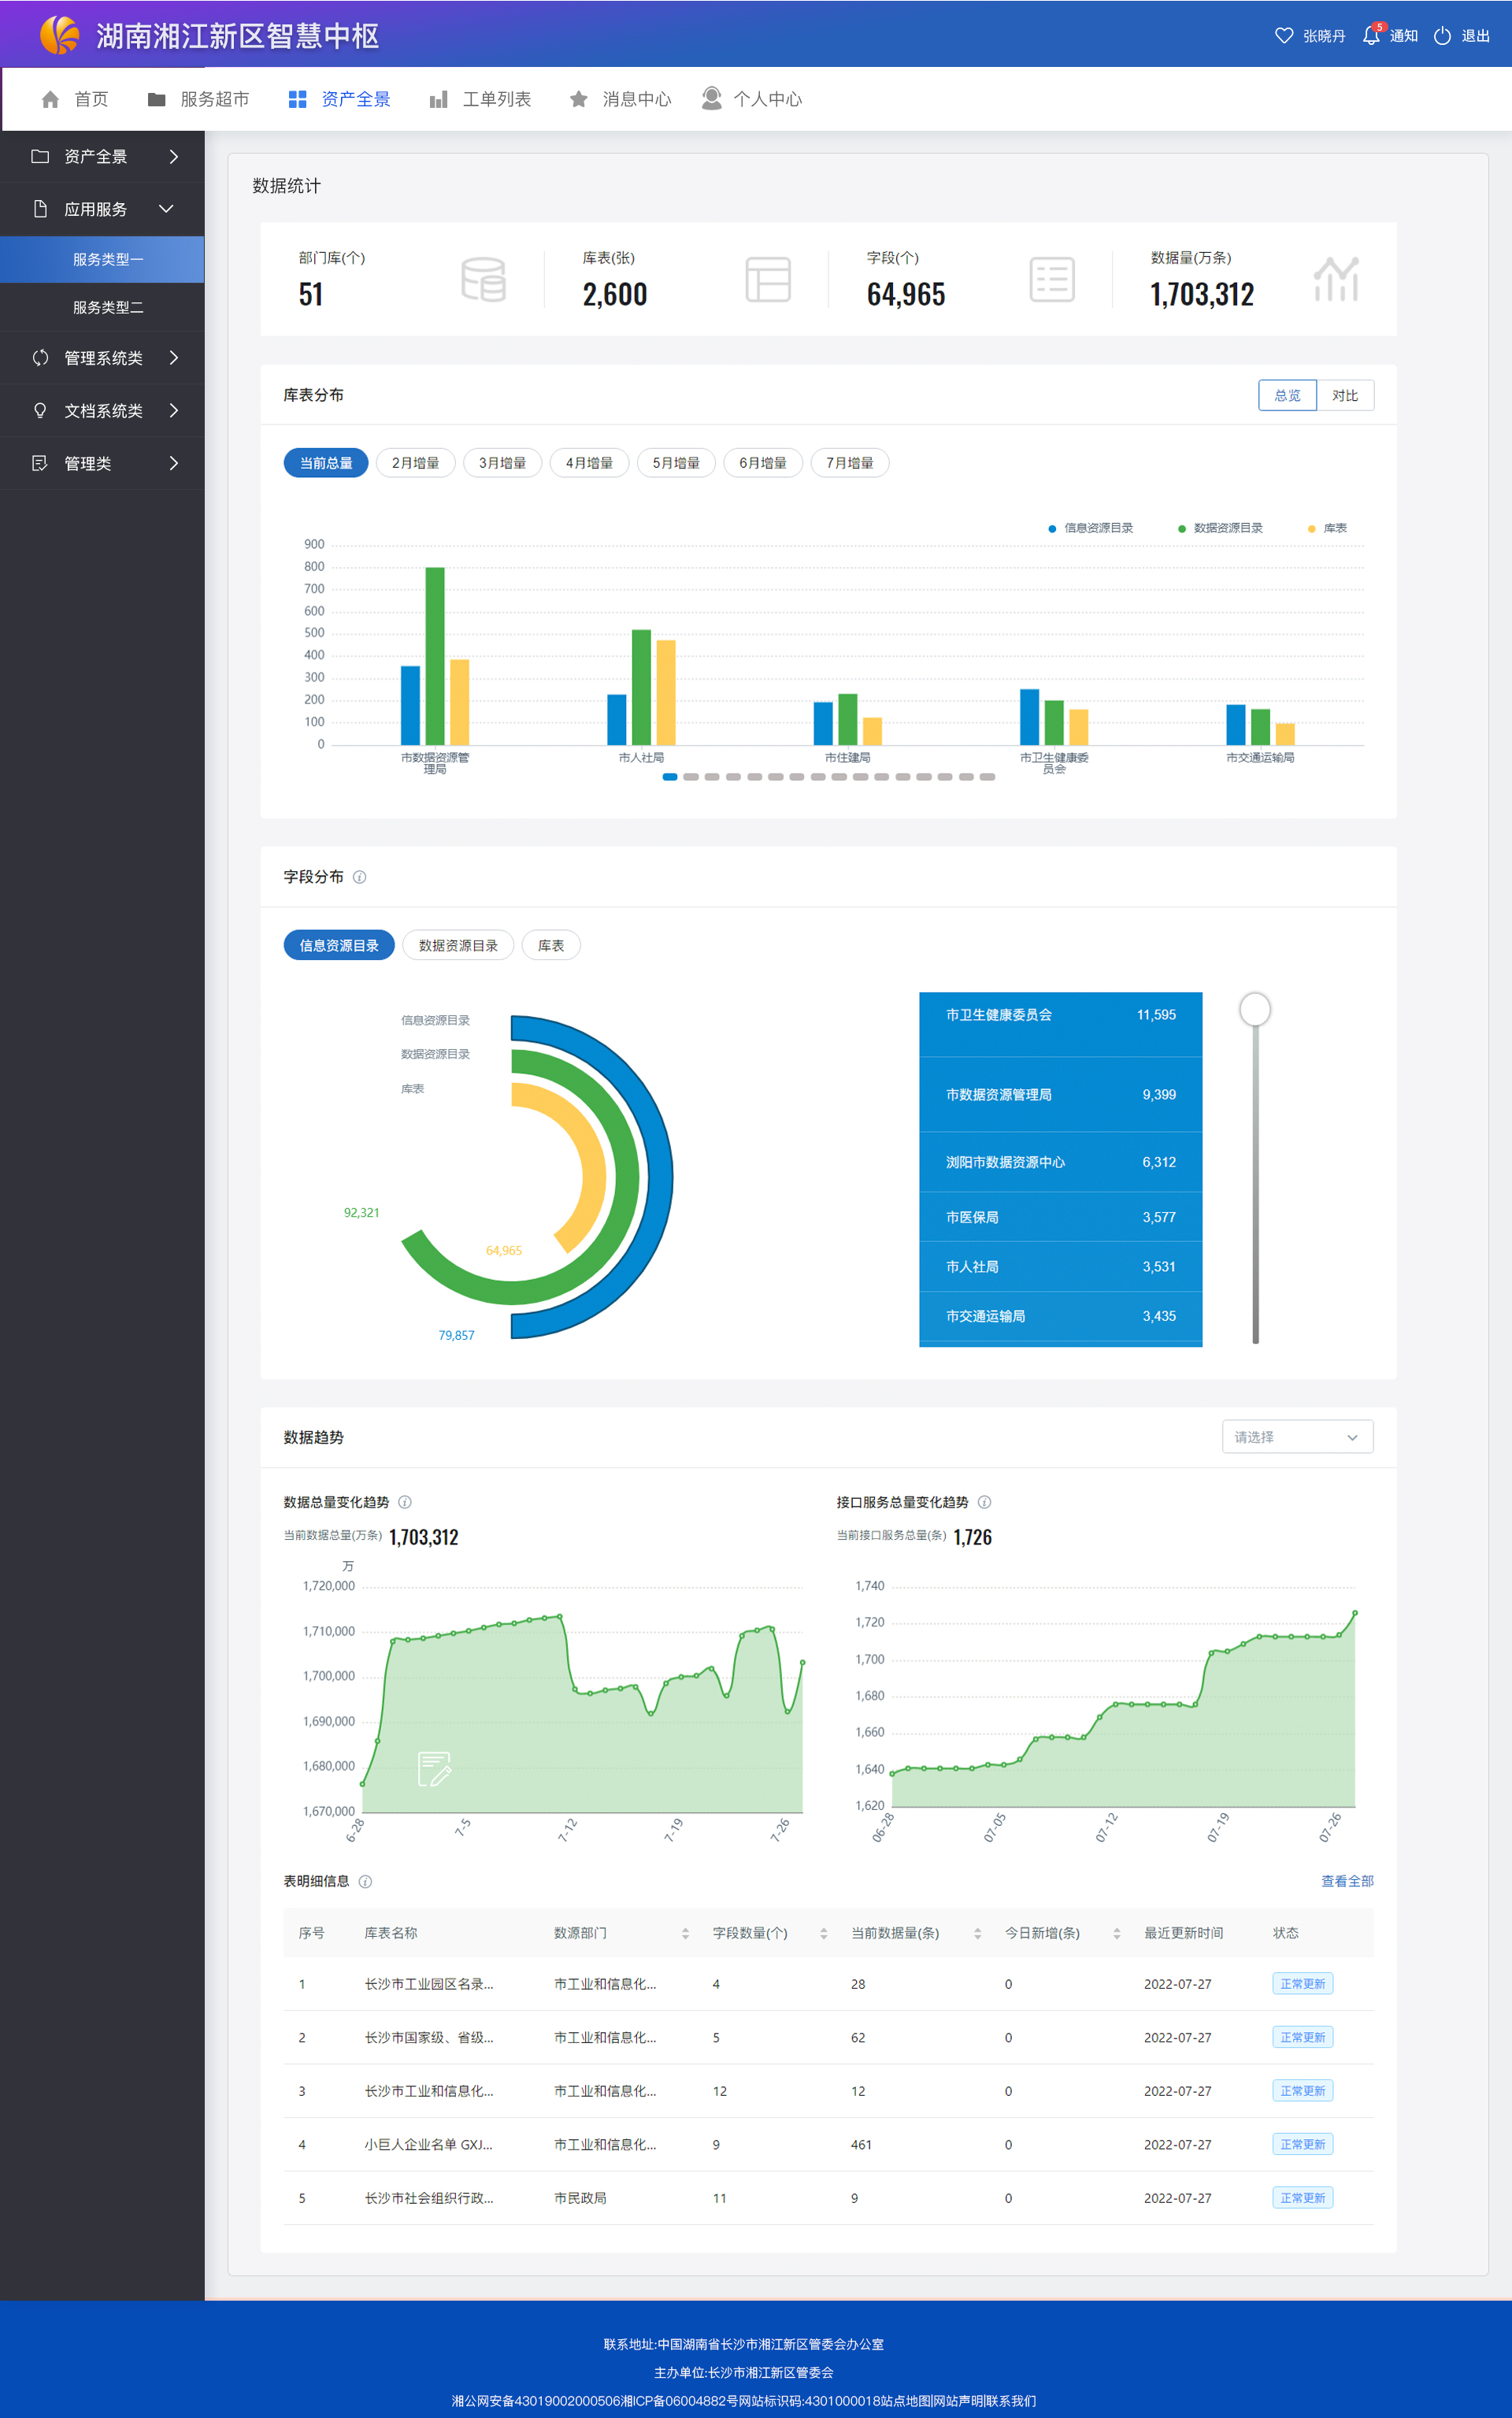 湖南湘江新区智慧中枢
张晓丹
5
通知
退出
首页
服务超市
资产全景
工单列表
消息中心
个人中心
资产全景
应用服务
服务类型一
服务类型二
管理系统类
文档系统类
管理类
数据统计
部门库(个)
51
库表(张)
2,600
字段(个)
64,965
数据量(万条)
1,703,312
库表分布
总览
对比
当前总量
2月增量
3月增量
4月增量
5月增量
6月增量
7月增量
信息资源目录
数据资源目录
库表
900
800
700
600
500
400
300
200
100
0
市数据资源管
理局
市人社局
市住建局
市卫生健康委
员会
市交通运输局
字段分布
信息资源目录
数据资源目录
库表
信息资源目录
数据资源目录
库表
92,321
64,965
79,857
市卫生健康委员会 11,595
市数据资源管理局 9,399
浏阳市数据资源中心 6,312
市医保局 3,577
市人社局 3,531
市交通运输局 3,435
数据趋势
请选择
数据总量变化趋势
当前数据总量(万条) 1,703,312
万
1,720,000
1,710,000
1,700,000
1,690,000
1,680,000
1,670,000
6-28
7-5
7-12
7-19
7-26
接口服务总量变化趋势
当前接口服务总量(条) 1,726
1,740
1,720
1,700
1,680
1,660
1,640
1,620
06-28
07-05
07-12
07-19
07-26
表明细信息
查看全部
序号 库表名称 数源部门 字段数量(个) 当前数据量(条) 今日新增(条) 最近更新时间 状态
1 长沙市工业园区名录... 市工业和信息化... 4 28 0 2022-07-27 正常更新
2 长沙市国家级、省级... 市工业和信息化... 5 62 0 2022-07-27 正常更新
3 长沙市工业和信息化... 市工业和信息化... 12 12 0 2022-07-27 正常更新
4 小巨人企业名单 GXJ... 市工业和信息化... 9 461 0 2022-07-27 正常更新
5 长沙市社会组织行政... 市民政局 11 9 0 2022-07-27 正常更新
联系地址:中国湖南省长沙市湘江新区管委会办公室
主办单位:长沙市湘江新区管委会
湘公网安备43019002000506湘ICP备06004882号网站标识码:4301000018站点地图|网站声明|联系我们